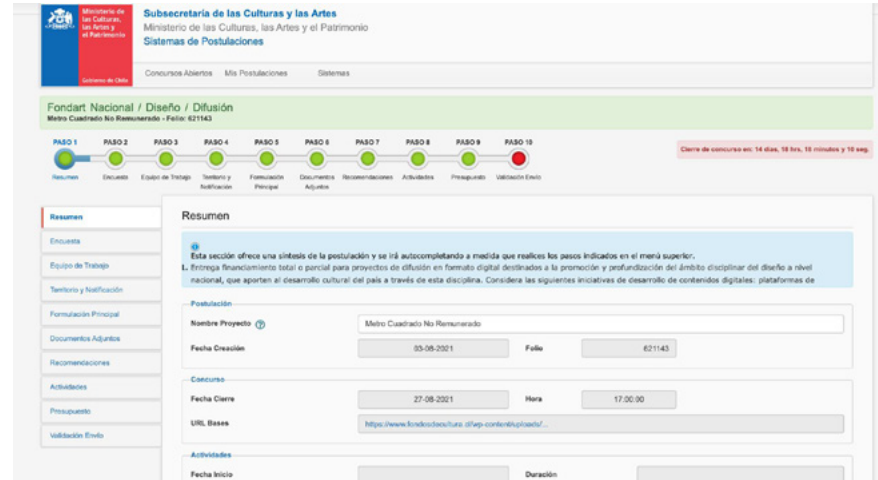 Ministerio de
las Culturas,
las Artes y
el Patrimonio
Gobierno de Chile
Subsecretaría de las Culturas y las Artes
Ministerio de las Culturas, las Artes y el Patrimonio
Sistemas de Postulaciones
Concursos Abiertos Mis Postulaciones Sistemas
Fondart Nacional / Diseño / Difusión
Metro Cuadrado No Remunerado - Folio: 621143
PASO 1 PASO 2 PASO 3 PASO 4 PASO 5 PASO 6 PASO 7 PASO 8 PASO 9 PASO 10
Resumen Encuesta Equipo de Trabajo Territorio y Notificación Formulación Principal Documentos Adjuntos Recomendaciones Actividades Presupuesto Validación Envío
Cierre de concurso en: 14 días, 18 hrs, 18 minutos y 10 seg.
Resumen
Encuesta
Equipo de Trabajo
Territorio y Notificación
Formulación Principal
Documentos Adjuntos
Recomendaciones
Actividades
Presupuesto
Validación Envío
Resumen
Esta sección ofrece una síntesis de la postulación y se irá autocompletando a medida que realices los pasos indicados en el menú superior.
1. Entrega financiamiento total o parcial para proyectos de difusión en formato digital destinados a la promoción y profundización del ámbito disciplinar del diseño a nivel
nacional, que aporten al desarrollo cultural del país a través de esta disciplina. Considera las siguientes iniciativas de desarrollo de contenidos digitales: plataformas de
Postulación
Nombre Proyecto ? Metro Cuadrado No Remunerado
Fecha Creación 03-08-2021 Folio 621143
Concurso
Fecha Cierre 27-08-2021 Hora 17:00:00
URL Bases https://www.fondosdecultura.cl/wp-content/uploads/...
Actividades
Fecha Inicio Duración